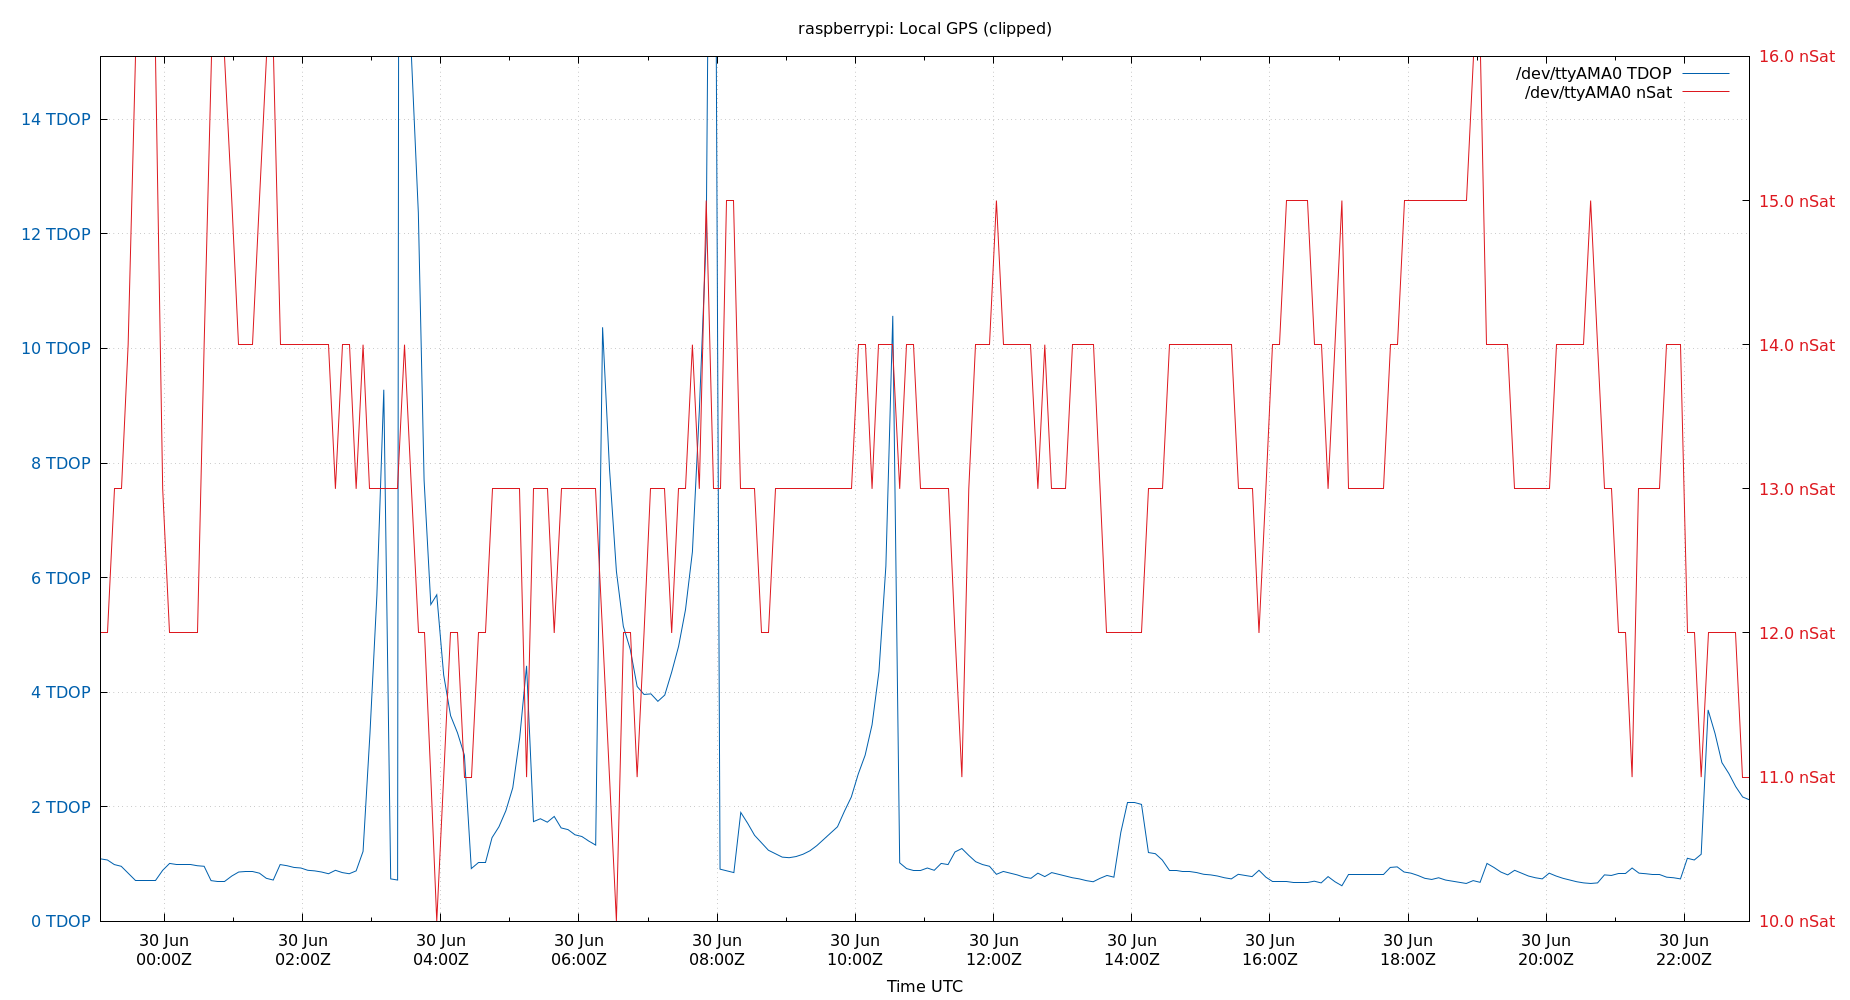 raspberrypi: Local GPS (clipped)
/dev/ttyAMA0 TDOP
/dev/ttyAMA0 nSat
14 TDOP
12 TDOP
10 TDOP
8 TDOP
6 TDOP
4 TDOP
2 TDOP
0 TDOP
16.0 nSat
15.0 nSat
14.0 nSat
13.0 nSat
12.0 nSat
11.0 nSat
10.0 nSat
30 Jun
00:00Z
30 Jun
02:00Z
30 Jun
04:00Z
30 Jun
06:00Z
30 Jun
08:00Z
30 Jun
10:00Z
30 Jun
12:00Z
30 Jun
14:00Z
30 Jun
16:00Z
30 Jun
18:00Z
30 Jun
20:00Z
30 Jun
22:00Z
Time UTC